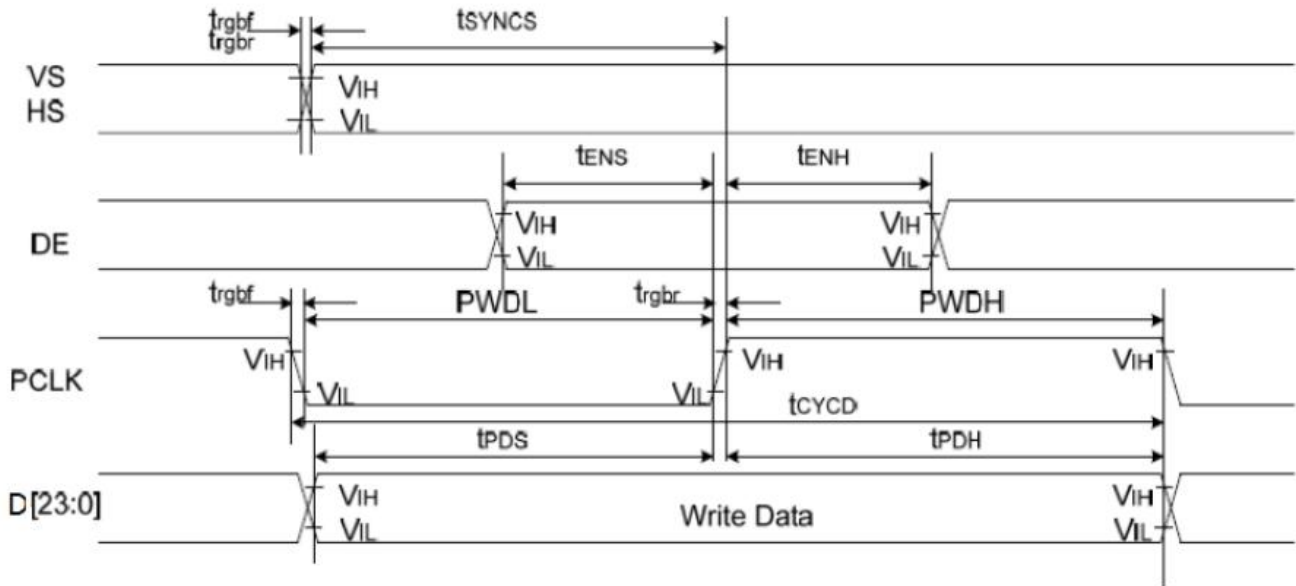 trgbf
trgbr
tSYNCS
VS
HS
VIH
VIL
tENS
tENH
DE
VIH
VIL
VIH
VIL
trgbf
PWDL
trgbr
PWDH
PCLK
VIH
VIL
VIL
VIH
VIH
tCYCD
tPDS
tPDH
D[23:0]
VIH
VIL
Write Data
VIH
VIL